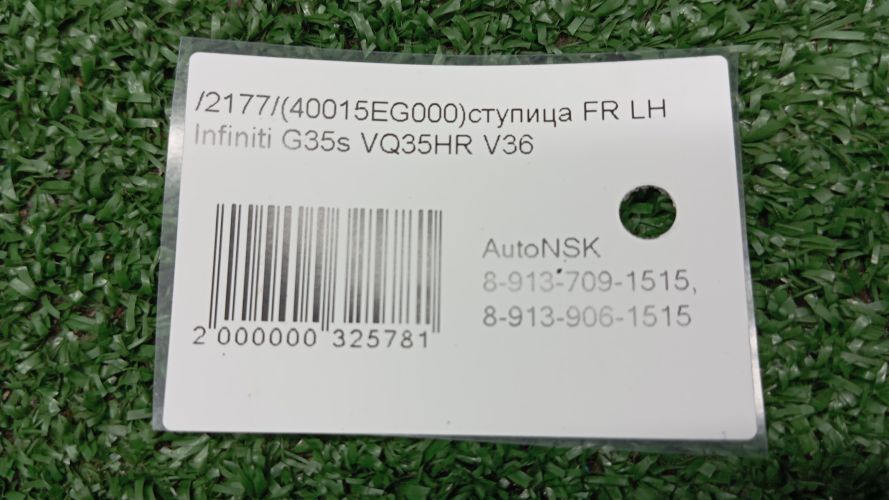 /2177/(40015EG000)ступица FR LH
Infiniti G35s VQ35HR V36
AutoNSK
8-913-709-1515,
8-913-906-1515
2 000000 325781